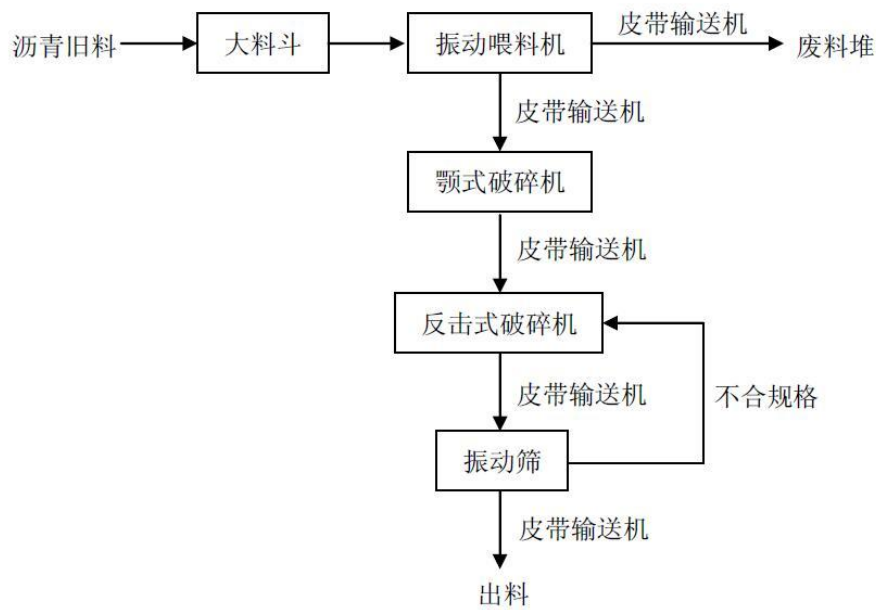 皮带输送机
沥青旧料
大料斗
振动喂料机
废料堆
皮带输送机
颚式破碎机
皮带输送机
反击式破碎机
皮带输送机
不合规格
振动筛
皮带输送机
出料